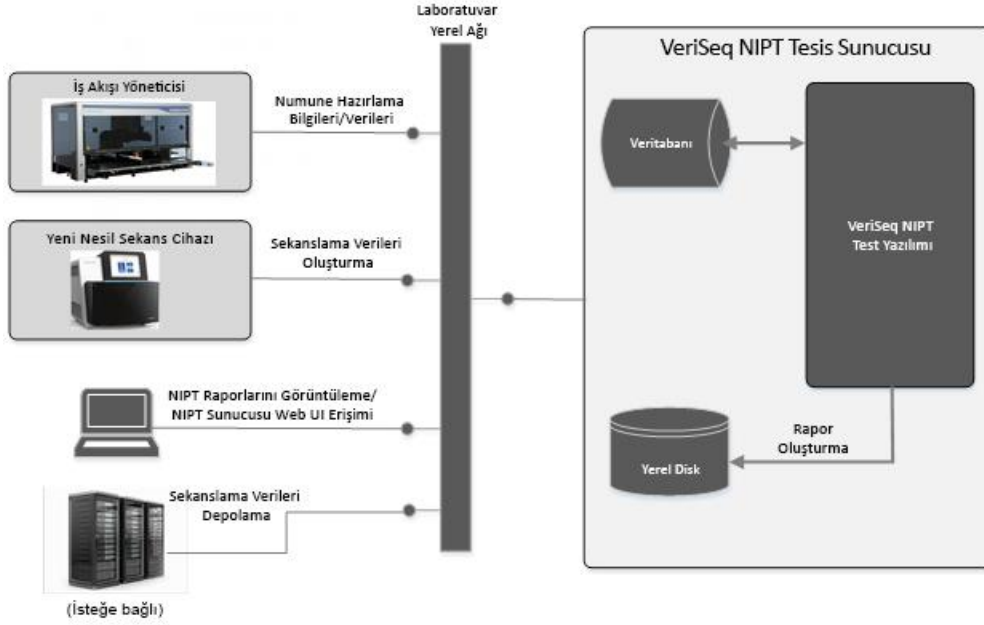 Laboratuvar
Yerel Ağı
VeriSeq NIPT Tesis Sunucusu
İş Akışı Yöneticisi
Numune Hazırlama
Bilgileri/Verileri
Veritabanı
VeriSeq NIPT
Test Yazılımı
Yeni Nesil Sekans Cihazı
Sekanslama Verileri
Oluşturma
NIPT Raporlarını Görüntüleme/
NIPT Sunucusu Web UI Erişimi
Rapor
Oluşturma
Yerel Disk
Sekanslama Verileri
Depolama
(İsteğe bağlı)